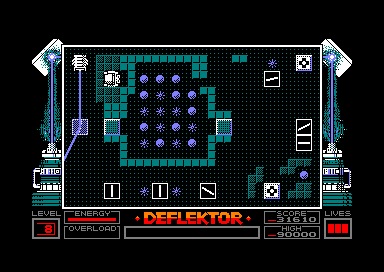 LEVEL ENERGY DEFLEKTOR SCORE LIVES
8 31610
OVERLOAD HIGH
90000